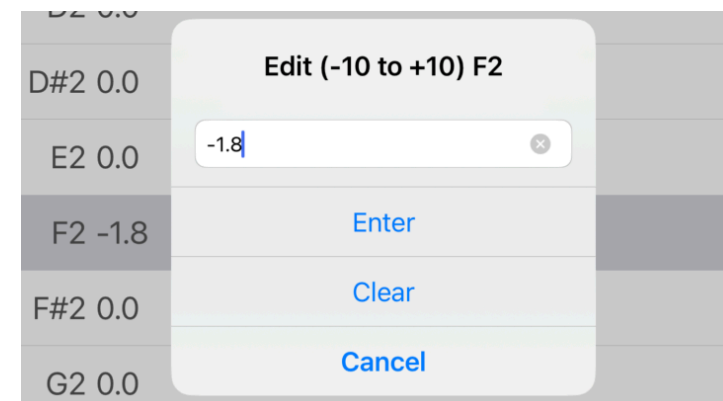 D#2 0.0
E2 0.0
F2 -1.8
F#2 0.0
G2 0.0
Edit (-10 to +10) F2
-1.8
Enter
Clear
Cancel